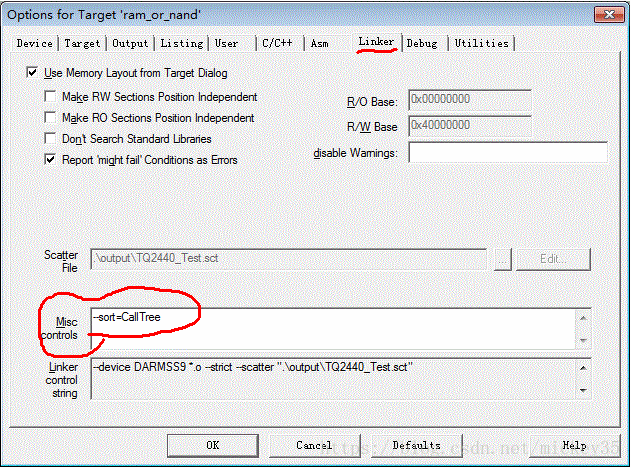 Options for Target 'ram_or_nand'
Device Target Output Listing User C/C++ Asm Linker Debug Utilities
Use Memory Layout from Target Dialog
Make RW Sections Position Independent
Make RO Sections Position Independent
Don't Search Standard Libraries
Report 'might fail' Conditions as Errors
R/O Base: 0x00000000
R/W Base 0x40000000
disable Warnings:
Scatter File .\output\TQ2440_Test.sct ... Edit...
Misc controls --sort=CallTree
Linker control string --device DARMSS9 *.o --strict --scatter ".\output\TQ2440_Test.sct"
OK Cancel Defaults Help